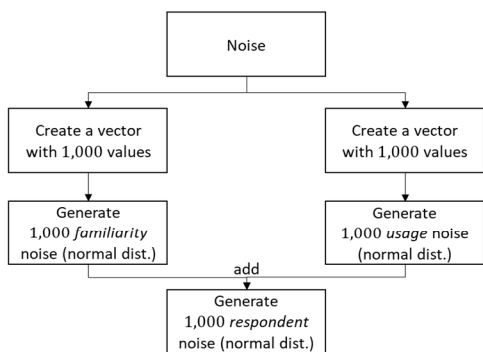 Noise
Create a vector
with 1,000 values
Create a vector
with 1,000 values
Generate
1,000 familiarity
noise (normal dist.)
Generate
1,000 usage noise
(normal dist.)
add
Generate
1,000 respondent
noise (normal dist.)